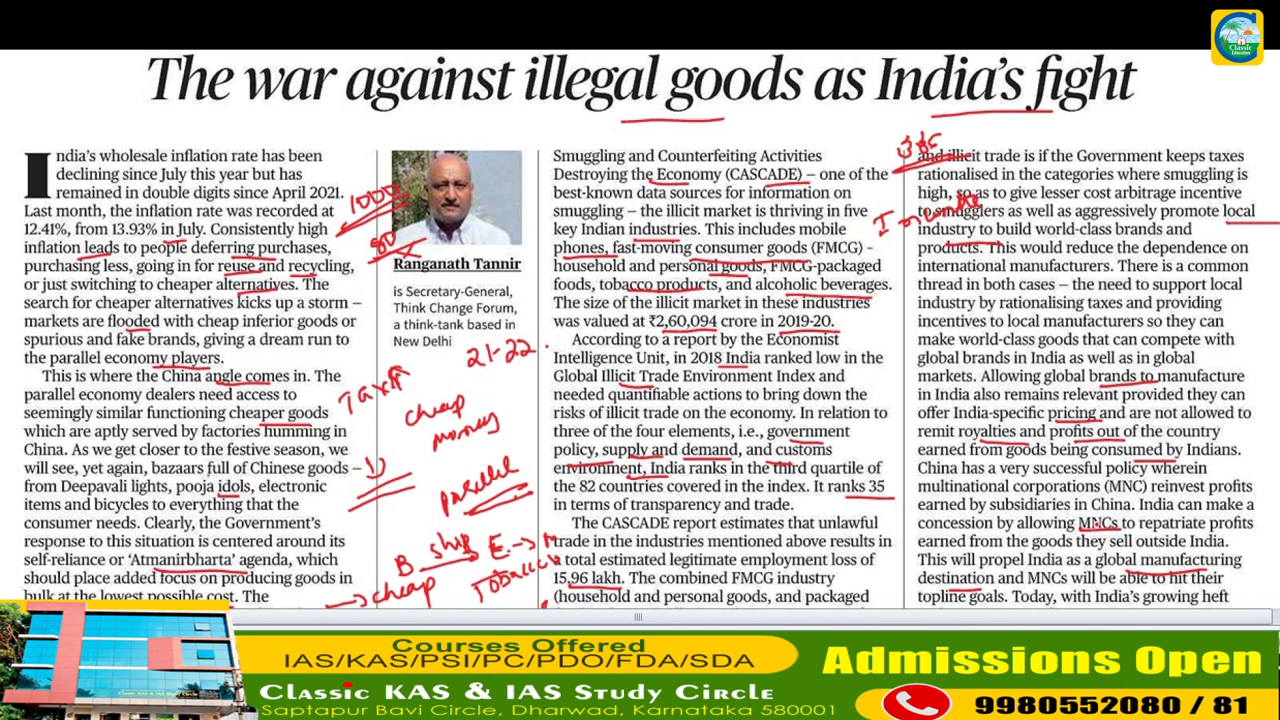 Classic
Education
The war against illegal goods as India's fight
India's wholesale inflation rate has been
declining since July this year but has
remained in double digits since April 2021.
Last month, the inflation rate was recorded at
12.41%, from 13.93% in July. Consistently high
inflation leads to people deferring purchases,
purchasing less, going in for reuse and recycling,
or just switching to cheaper alternatives. The
search for cheaper alternatives kicks up a storm –
markets are flooded with cheap inferior goods or
spurious and fake brands, giving a dream run to
the parallel economy players.
This is where the China angle comes in. The
parallel economy dealers need access to
seemingly similar functioning cheaper goods
which are aptly served by factories humming in
China. As we get closer to the festive season, we
will see, yet again, bazaars full of Chinese goods –
from Deepavali lights, pooja idols, electronic
items and bicycles to everything that the
consumer needs. Clearly, the Government's
response to this situation is centered around its
self-reliance or 'Atmanirbharta' agenda, which
should place added focus on producing goods in
bulk at the lowest possible cost. The
1000
80
Ranganath Tannir
is Secretary-General,
Think Change Forum,
a think-tank based in
New Delhi
21-22.
Tax
cheap
money
1)
parallel
B ship E → M
→ cheap
Tobacco
Smuggling and Counterfeiting Activities
Destroying the Economy (CASCADE) – one of the
best-known data sources for information on
smuggling – the illicit market is thriving in five
key Indian industries. This includes mobile
phones, fast-moving consumer goods (FMCG) -
household and personal goods, FMCG-packaged
foods, tobacco products, and alcoholic beverages.
The size of the illicit market in these industries
was valued at ₹2,60,094 crore in 2019-20.
According to a report by the Economist
Intelligence Unit, in 2018 India ranked low in the
Global Illicit Trade Environment Index and
needed quantifiable actions to bring down the
risks of illicit trade on the economy. In relation to
three of the four elements, i.e., government
policy, supply and demand, and customs
environment, India ranks in the third quartile of
the 82 countries covered in the index. It ranks 35
in terms of transparency and trade.
The CASCADE report estimates that unlawful
trade in the industries mentioned above results in
a total estimated legitimate employment loss of
15.96 lakh. The combined FMCG industry
(household and personal goods, and packaged
and illicit trade is if the Government keeps taxes
rationalised in the categories where smuggling is
high, so as to give lesser cost arbitrage incentive
to smugglers as well as aggressively promote local
industry to build world-class brands and
products. This would reduce the dependence on
international manufacturers. There is a common
thread in both cases – the need to support local
industry by rationalising taxes and providing
incentives to local manufacturers so they can
make world-class goods that can compete with
global brands in India as well as in global
markets. Allowing global brands to manufacture
in India also remains relevant provided they can
offer India-specific pricing and are not allowed to
remit royalties and profits out of the country
earned from goods being consumed by Indians.
China has a very successful policy wherein
multinational corporations (MNC) reinvest profits
earned by subsidiaries in China. India can make a
concession by allowing MNCs to repatriate profits
earned from the goods they sell outside India.
This will propel India as a global manufacturing
destination and MNCs will be able to hit their
topline goals. Today, with India's growing heft
Courses Offered
IAS/KAS/PSI/PC/PDO/FDA/SDA
Classic KAS & IAS Study Circle
Saptapur Bavi Circle, Dharwad, Karnataka 580001
Admissions Open
9980552080 / 81